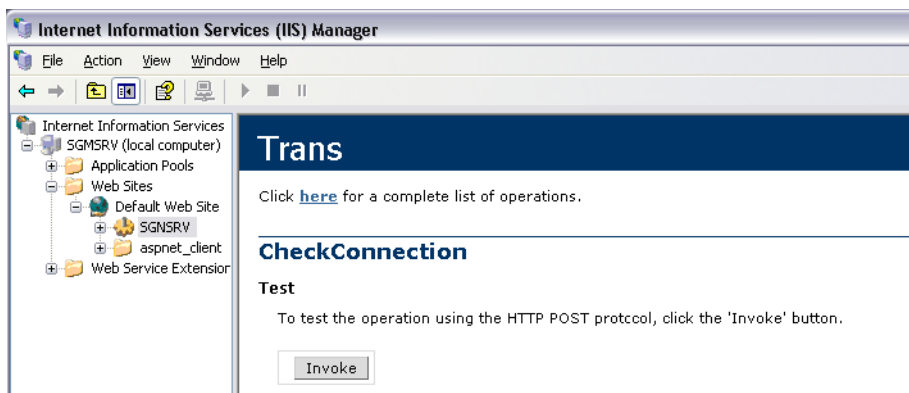 Internet Information Services (IIS) Manager
File Action View Window Help
Internet Information Services
SGMSRV (local computer)
Application Pools
Web Sites
Default Web Site
SGNSRV
aspnet_client
Web Service Extension
Trans
Click here for a complete list of operations.
CheckConnection
Test
To test the operation using the HTTP POST protccol, click the 'Invoke' button.
Invoke